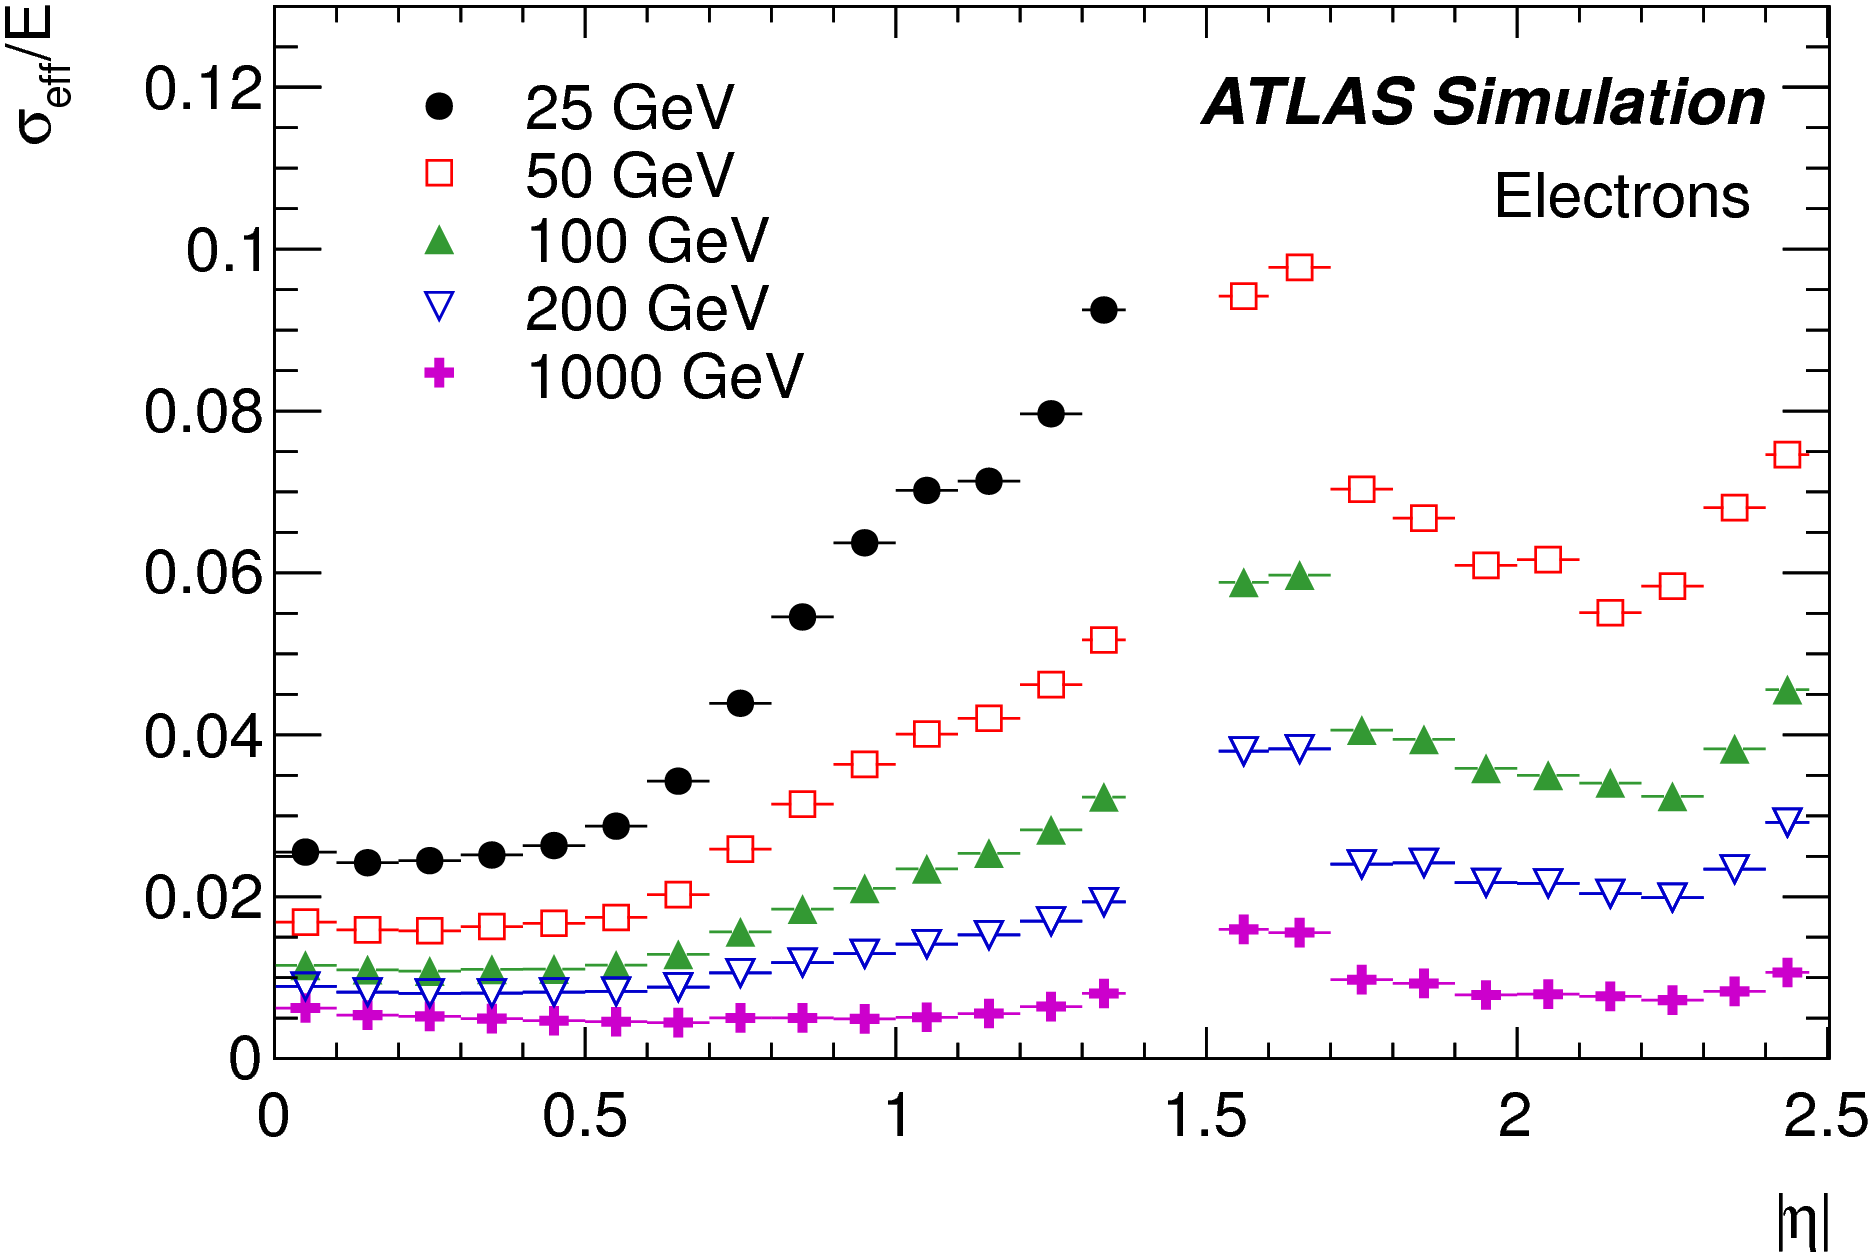 σeff/E
0.12
0.1
0.08
0.06
0.04
0.02
0
25 GeV
50 GeV
100 GeV
200 GeV
1000 GeV
ATLAS Simulation
Electrons
0 0.5 1 1.5 2 2.5
|η|